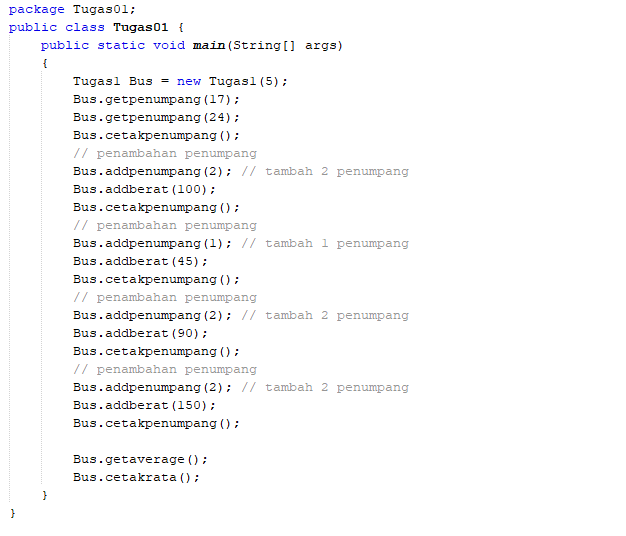 package Tugas01;
public class Tugas01 {
    public static void main(String[] args)
    {
        Tugas1 Bus = new Tugas1(5);
        Bus.getpenumpang(17);
        Bus.getpenumpang(24);
        Bus.cetakpenumpang();
        // penambahan penumpang
        Bus.addpenumpang(2); // tambah 2 penumpang
        Bus.addberat(100);
        Bus.cetakpenumpang();
        // penambahan penumpang
        Bus.addpenumpang(1); // tambah 1 penumpang
        Bus.addberat(45);
        Bus.cetakpenumpang();
        // penambahan penumpang
        Bus.addpenumpang(2); // tambah 2 penumpang
        Bus.addberat(90);
        Bus.cetakpenumpang();
        // penambahan penumpang
        Bus.addpenumpang(2); // tambah 2 penumpang
        Bus.addberat(150);
        Bus.cetakpenumpang();

        Bus.getaverage();
        Bus.cetakrata();
    }
}